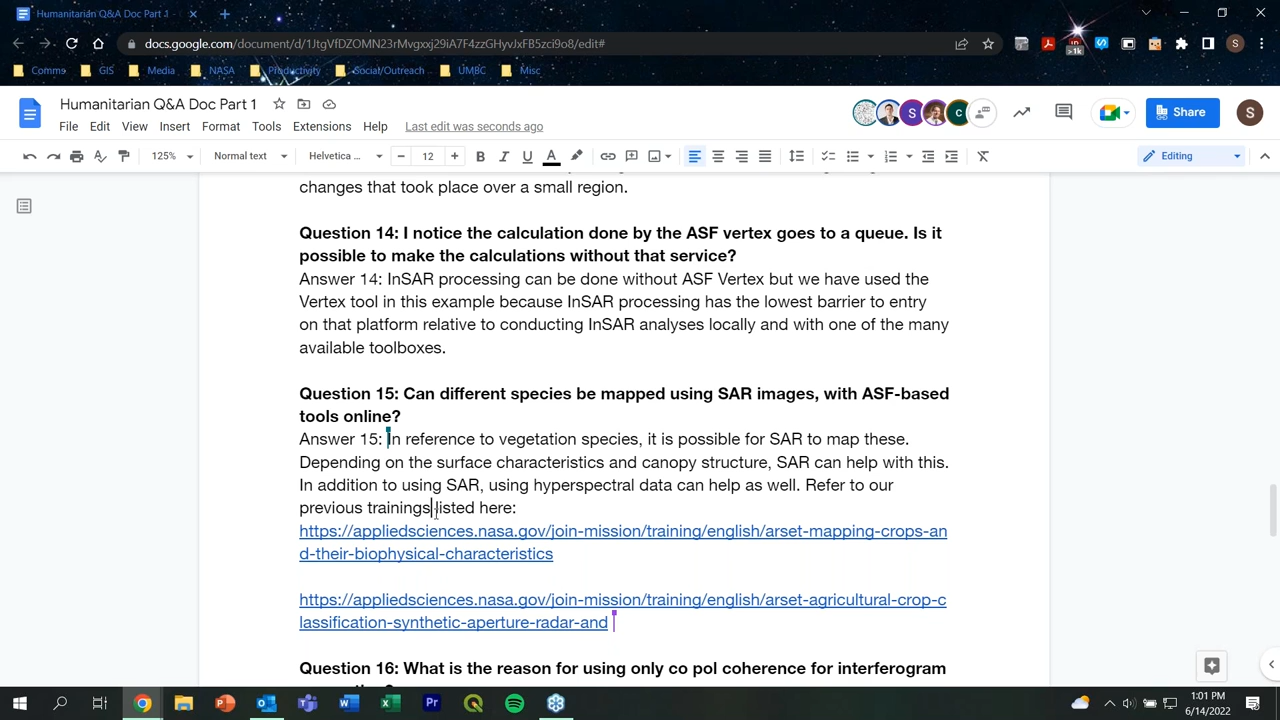 Humanitarian Q&A Doc Part 1 -
docs.google.com/document/d/1JtgVfDZOMN23rMvgxxj29iA7F4zzGHyvJxFB5zci9o8/edit#
>1k
S
Comms GIS Media NASA Productivity Social/Outreach UMBC Misc
Humanitarian Q&A Doc Part 1
S C Share S
File Edit View Insert Format Tools Extensions Help Last edit was seconds ago
125% Normal text Helvetica ... 12 B I U A Editing
changes that took place over a small region.
Question 14: I notice the calculation done by the ASF vertex goes to a queue. Is it
possible to make the calculations without that service?
Answer 14: InSAR processing can be done without ASF Vertex but we have used the
Vertex tool in this example because InSAR processing has the lowest barrier to entry
on that platform relative to conducting InSAR analyses locally and with one of the many
available toolboxes.
Question 15: Can different species be mapped using SAR images, with ASF-based
tools online?
Answer 15: In reference to vegetation species, it is possible for SAR to map these.
Depending on the surface characteristics and canopy structure, SAR can help with this.
In addition to using SAR, using hyperspectral data can help as well. Refer to our
previous trainings listed here:
https://appliedsciences.nasa.gov/join-mission/training/english/arset-mapping-crops-an
d-their-biophysical-characteristics
https://appliedsciences.nasa.gov/join-mission/training/english/arset-agricultural-crop-c
lassification-synthetic-aperture-radar-and
Question 16: What is the reason for using only co pol coherence for interferogram
1:01 PM
6/14/2022